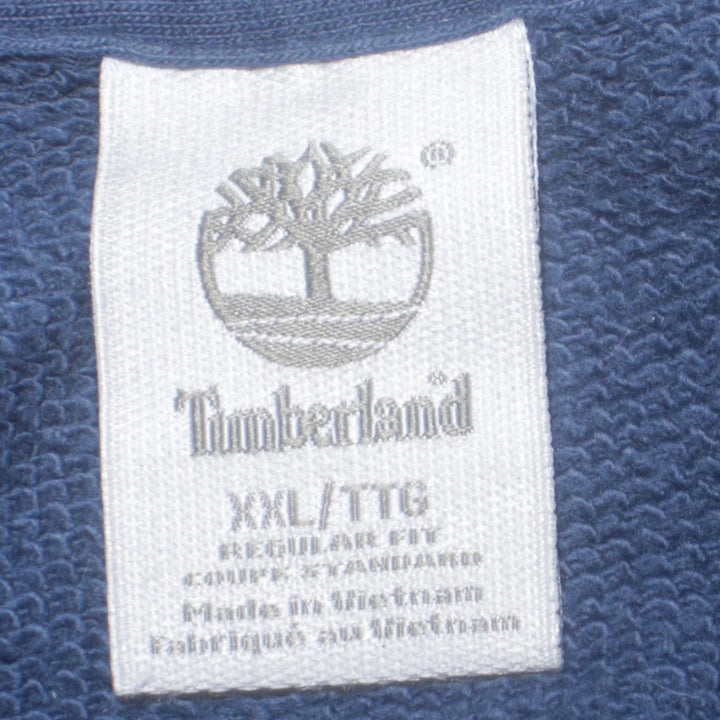 ®
Timberland®
XXL/TTG
REGULAR FIT
COUPE STANDARD
Made in Vietnam
Fabriqué au Vietnam